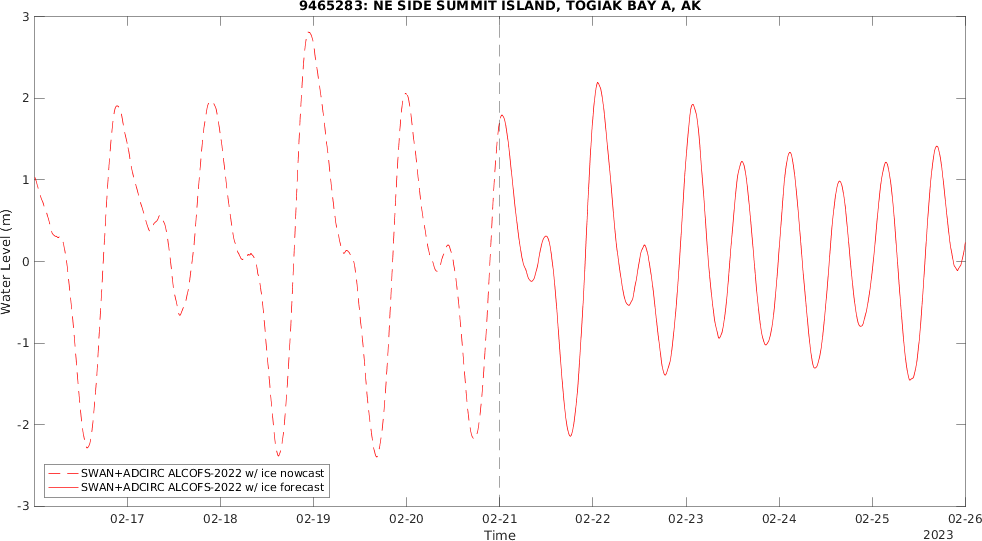 9465283: NE SIDE SUMMIT ISLAND, TOGIAK BAY A, AK
3
2
1
0
-1
-2
-3
Water Level (m)
SWAN+ADCIRC ALCOFS-2022 w/ ice nowcast
SWAN+ADCIRC ALCOFS-2022 w/ ice forecast
02-17 02-18 02-19 02-20 02-21 02-22 02-23 02-24 02-25 02-26
Time
2023